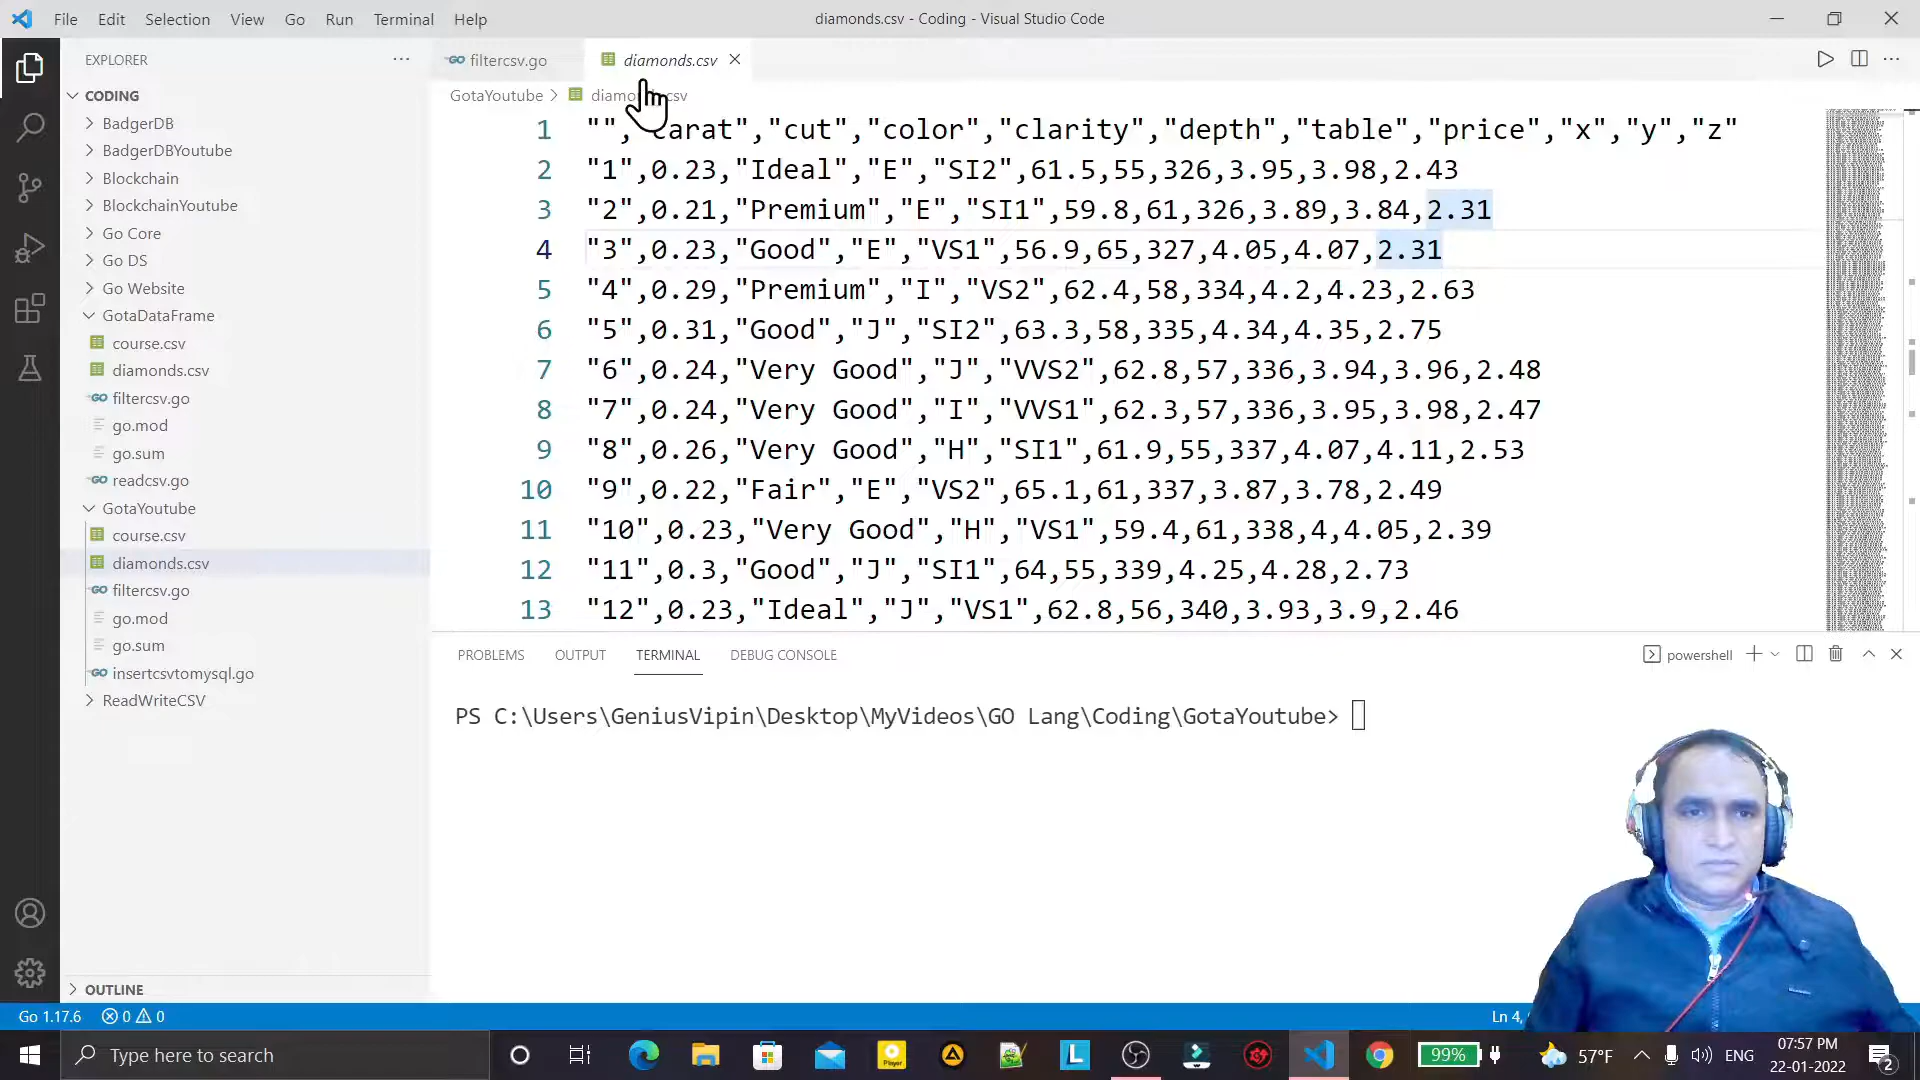 File Edit Selection View Go Run Terminal Help
diamonds.csv - Coding - Visual Studio Code
EXPLORER
CODING
BadgerDB
BadgerDBYoutube
Blockchain
BlockchainYoutube
Go Core
Go DS
Go Website
GotaDataFrame
course.csv
diamonds.csv
filtercsv.go
go.mod
go.sum
readcsv.go
GotaYoutube
course.csv
diamonds.csv
filtercsv.go
go.mod
go.sum
insertcsvtomysql.go
ReadWriteCSV
OUTLINE
filtercsv.go
diamonds.csv
GotaYoutube >
1 "","carat","cut","color","clarity","depth","table","price","x","y","z"
2 "1",0.23,"Ideal","E","SI2",61.5,55,326,3.95,3.98,2.43
3 "2",0.21,"Premium","E","SI1",59.8,61,326,3.89,3.84,2.31
4 "3",0.23,"Good","E","VS1",56.9,65,327,4.05,4.07,2.31
5 "4",0.29,"Premium","I","VS2",62.4,58,334,4.2,4.23,2.63
6 "5",0.31,"Good","J","SI2",63.3,58,335,4.34,4.35,2.75
7 "6",0.24,"Very Good","J","VVS2",62.8,57,336,3.94,3.96,2.48
8 "7",0.24,"Very Good","I","VVS1",62.3,57,336,3.95,3.98,2.47
9 "8",0.26,"Very Good","H","SI1",61.9,55,337,4.07,4.11,2.53
10 "9",0.22,"Fair","E","VS2",65.1,61,337,3.87,3.78,2.49
11 "10",0.23,"Very Good","H","VS1",59.4,61,338,4,4.05,2.39
12 "11",0.3,"Good","J","SI1",64,55,339,4.25,4.28,2.73
13 "12",0.23,"Ideal","J","VS1",62.8,56,340,3.93,3.9,2.46
PROBLEMS OUTPUT TERMINAL DEBUG CONSOLE
powershell
PS C:\Users\GeniusVipin\Desktop\MyVideos\GO Lang\Coding\GotaYoutube>
Go 1.17.6 0 0
Ln 4,
Type here to search
Player
L
99%
57°F
ENG
07:57 PM
22-01-2022
2